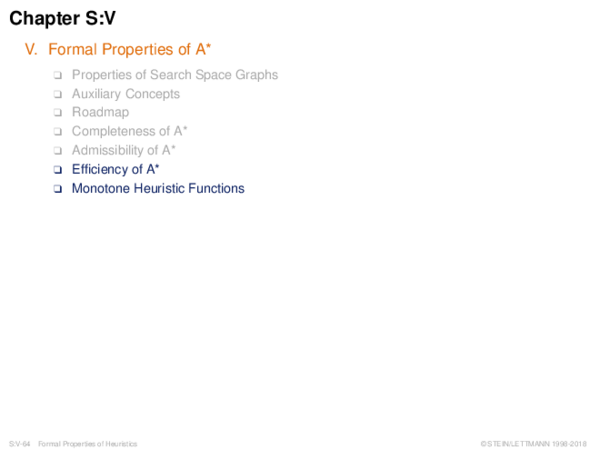 Chapter S:V
V. Formal Properties of A*
❑ Properties of Search Space Graphs
❑ Auxiliary Concepts
❑ Roadmap
❑ Completeness of A*
❑ Admissibility of A*
❑ Efficiency of A*
❑ Monotone Heuristic Functions
S:V-64 Formal Properties of Heuristics
©STEIN/LETTMANN 1998-2018